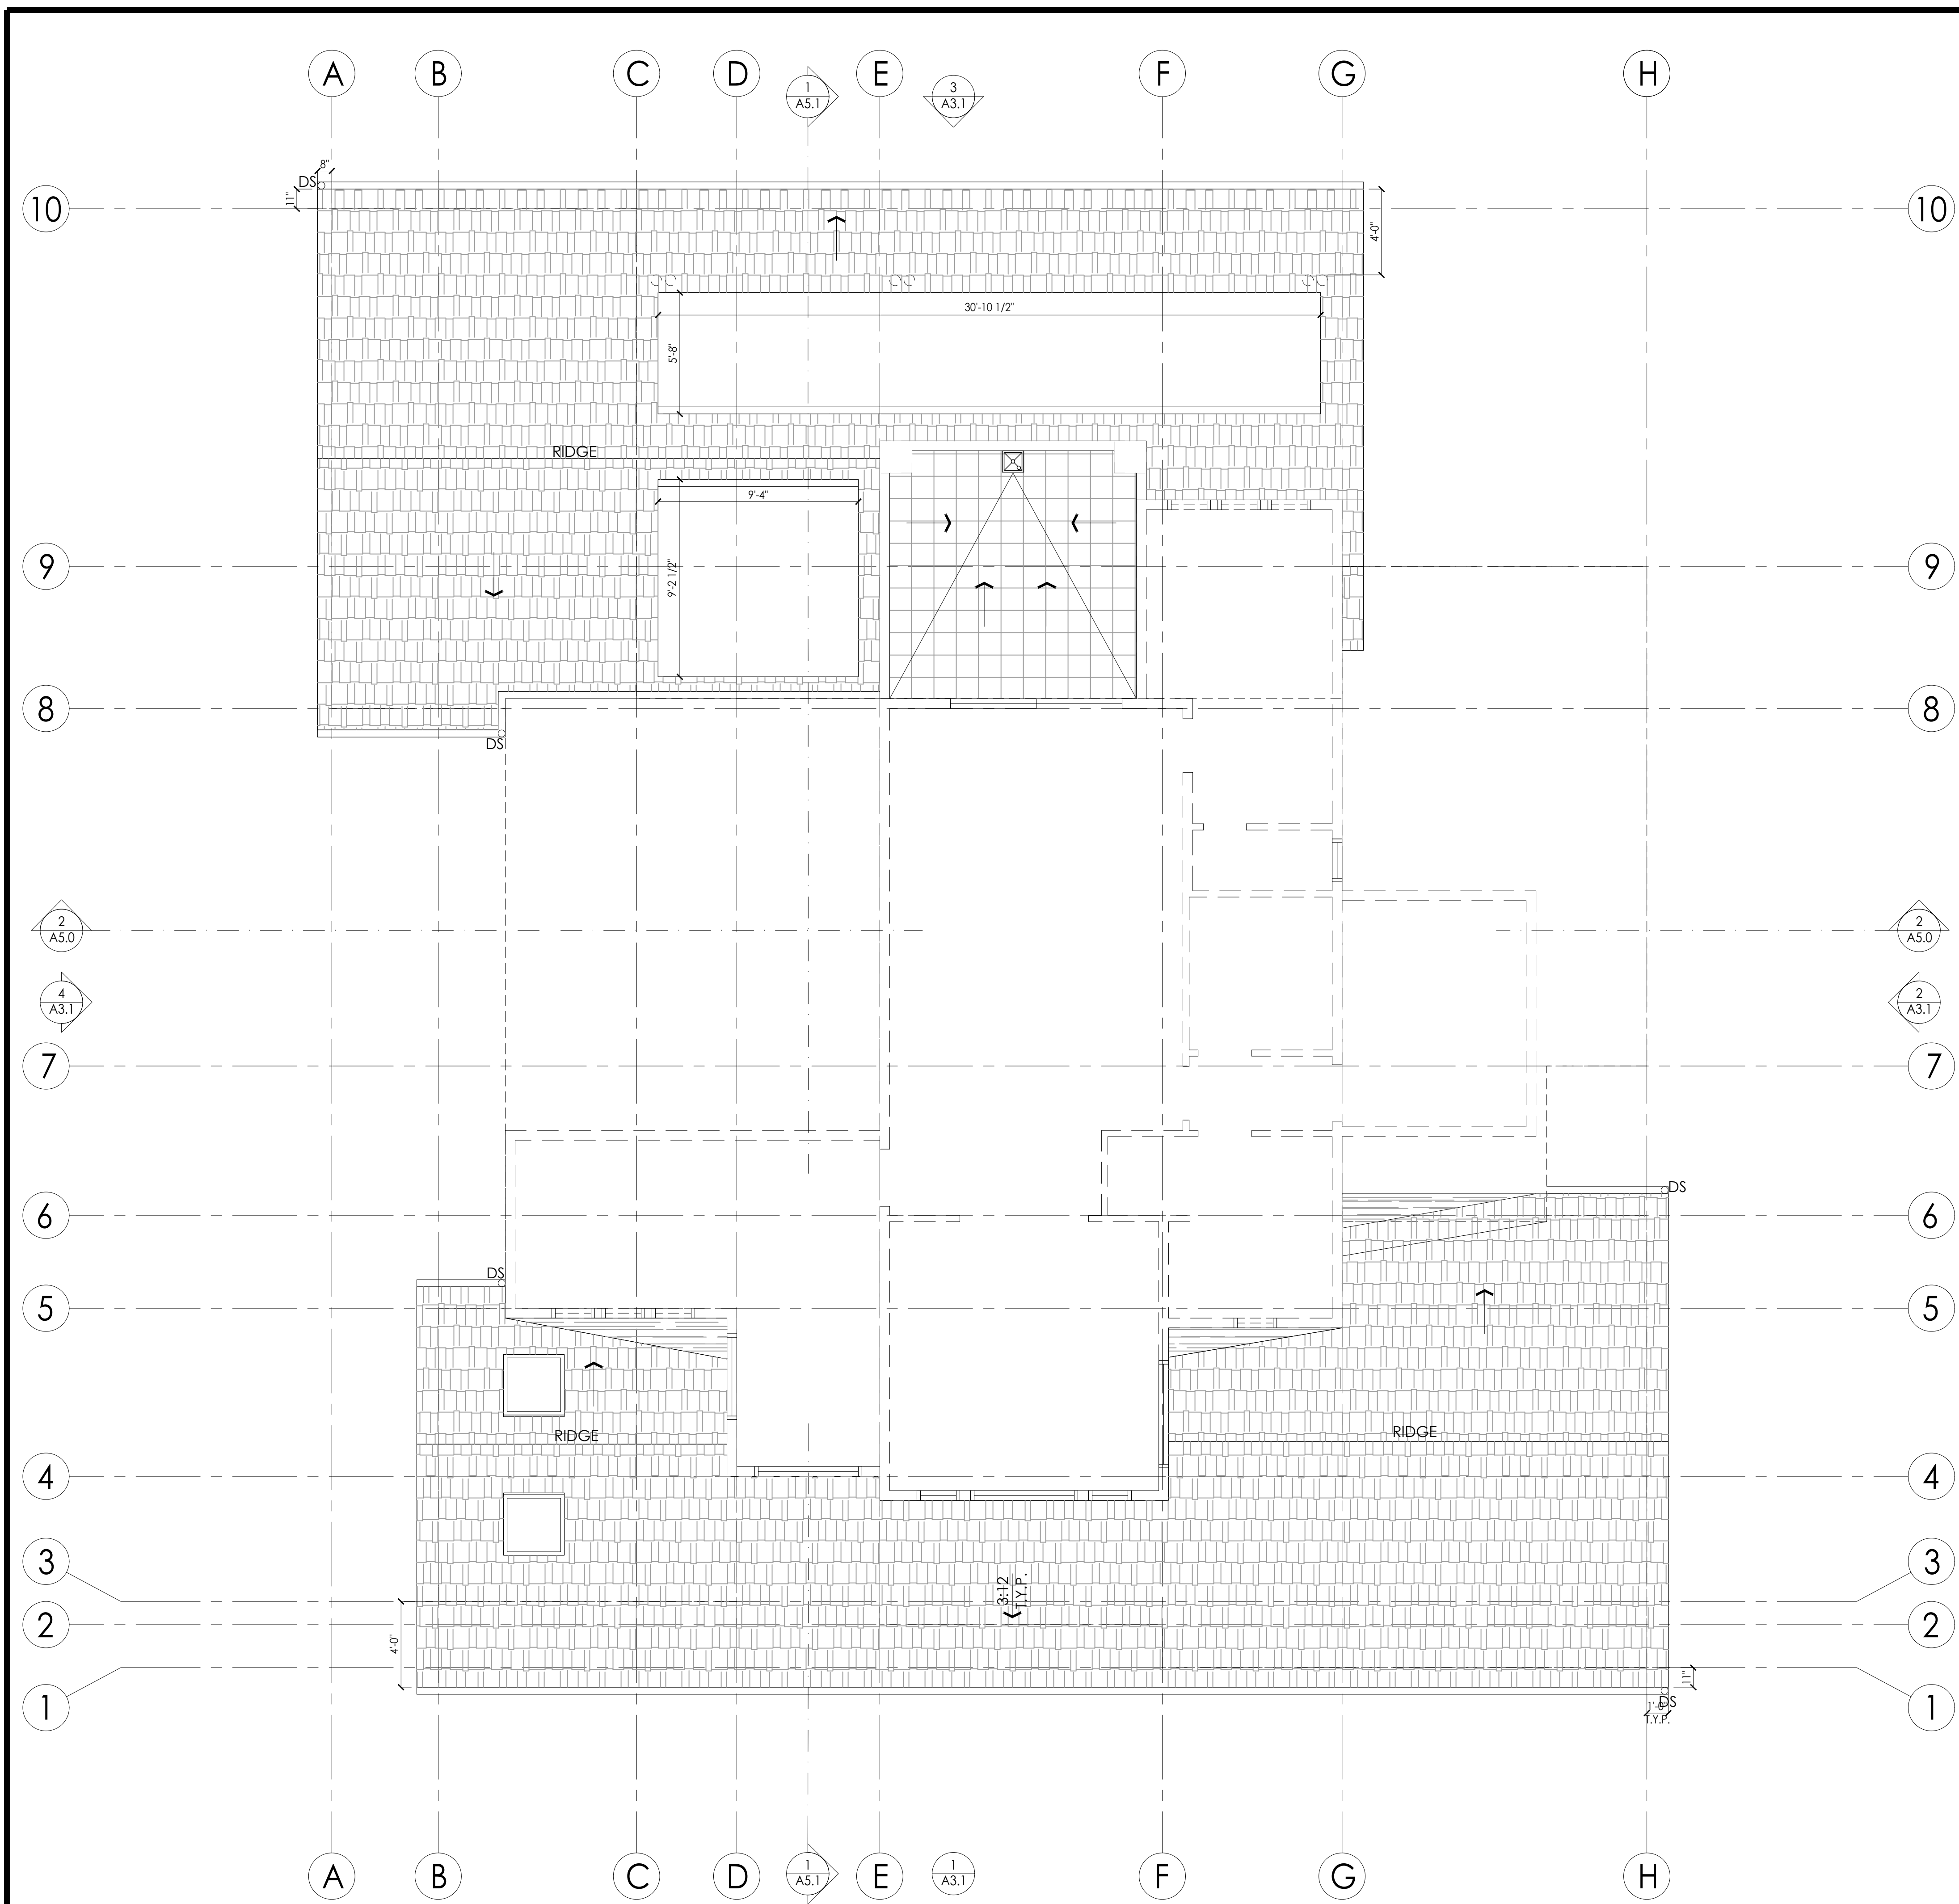 A B C D E F G H
1
A5.1
3
A3.1
8"
DS
11"
10 10
4'-0"
30'-10 1/2"
5'-8"
RIDGE
9'-4"
9 9
9'-2 1/2"
8 8
DS
2
A5.0
2
A5.0
4
A3.1
2
A3.1
7 7
DS
6 6
DS
5 5
RIDGE
RIDGE
4 4
3 3
3:12
T.Y.P.
2 2
4'-0"
11"
1 1
DS
1'-0"
T.Y.P.
1
A5.1
1
A3.1
A B C D E F G H